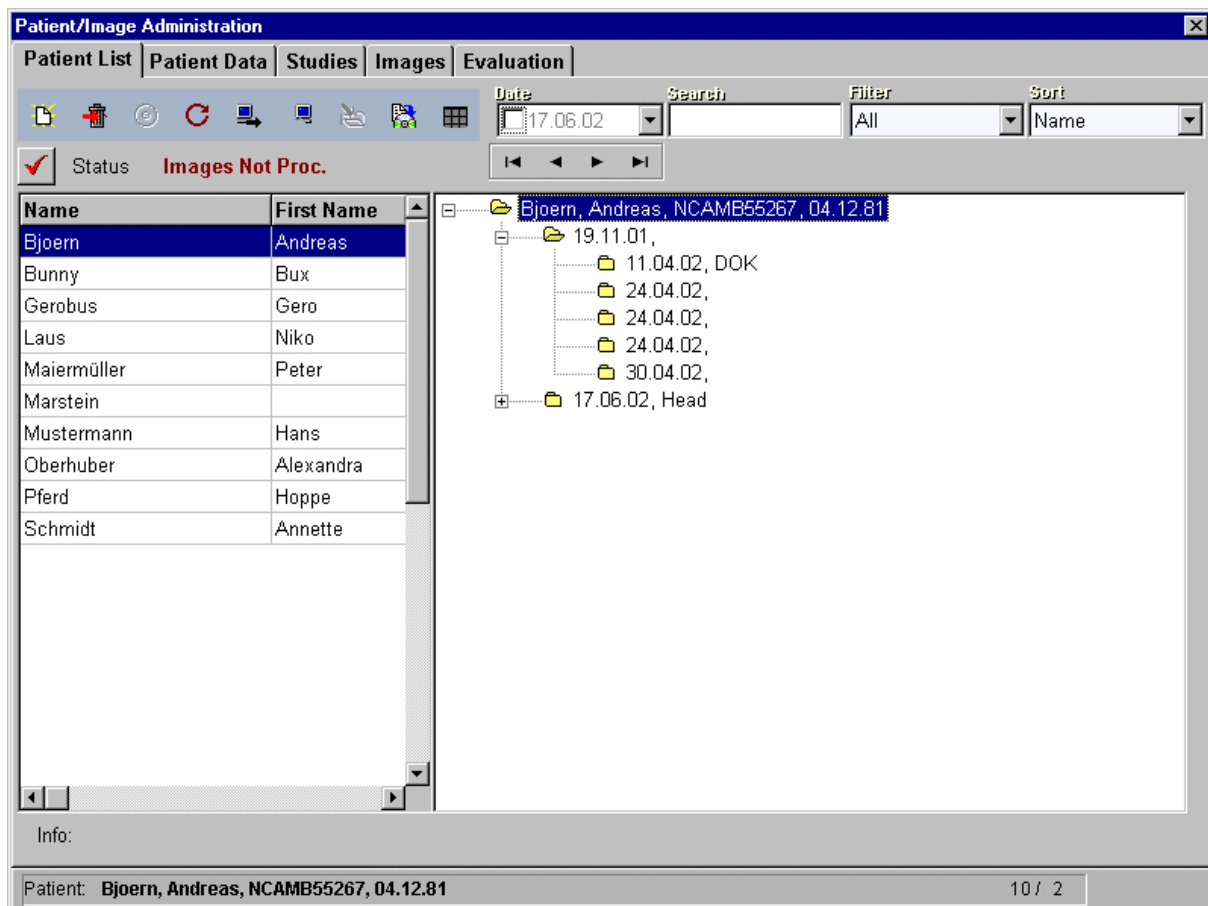 Patient/Image Administration
Patient List Patient Data Studies Images Evaluation
Date Search Filter Sort
17.06.02 All Name
Status Images Not Proc.
Name First Name
Bjoern Andreas
Bunny Bux
Gerobus Gero
Laus Niko
Maiermüller Peter
Marstein
Mustermann Hans
Oberhuber Alexandra
Pferd Hoppe
Schmidt Annette
Bjoern, Andreas, NCAMB55267, 04.12.81
19.11.01,
11.04.02, DOK
24.04.02,
24.04.02,
24.04.02,
30.04.02,
17.06.02, Head
Info:
Patient: Bjoern, Andreas, NCAMB55267, 04.12.81 10 / 2